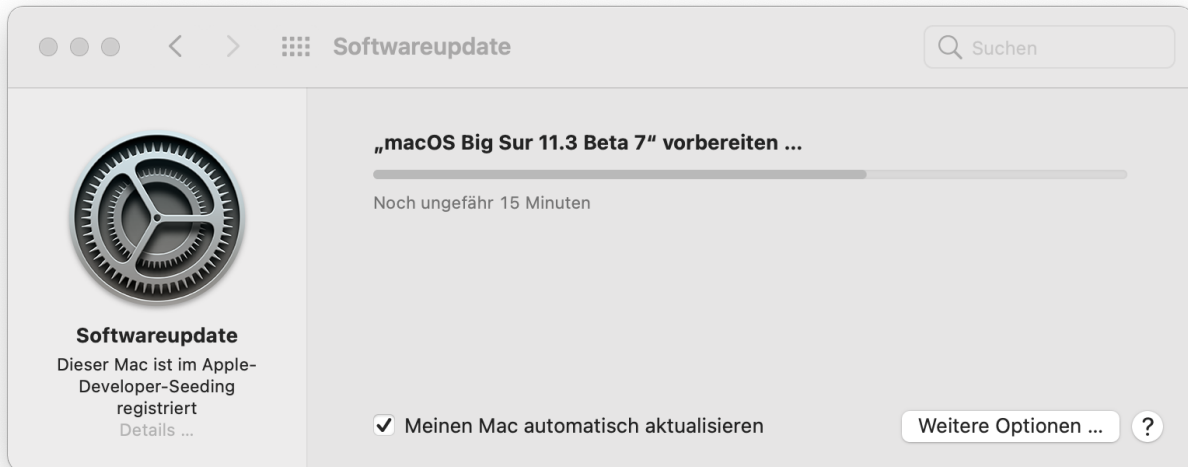 Softwareupdate
Suchen
„macOS Big Sur 11.3 Beta 7“ vorbereiten ...
Noch ungefähr 15 Minuten
Softwareupdate
Dieser Mac ist im Apple-
Developer-Seeding
registriert
Details ...
Meinen Mac automatisch aktualisieren
Weitere Optionen ...
?